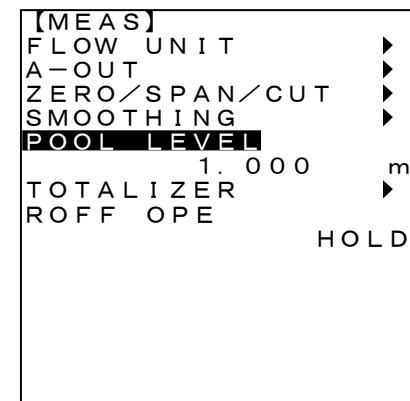 【MEAS】
FLOW UNIT ▶
A－OUT ▶
ZERO／SPAN／CUT ▶
SMOOTHING ▶
POOL LEVEL
1.000 m
TOTALIZER ▶
ROFF OPE
HOLD